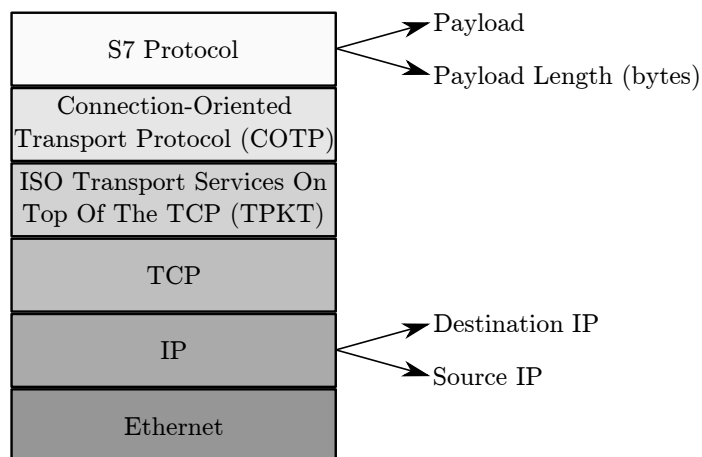 S7 Protocol
Payload
Payload Length (bytes)
Connection-Oriented
Transport Protocol (COTP)
ISO Transport Services On
Top Of The TCP (TPKT)
TCP
IP
Destination IP
Source IP
Ethernet